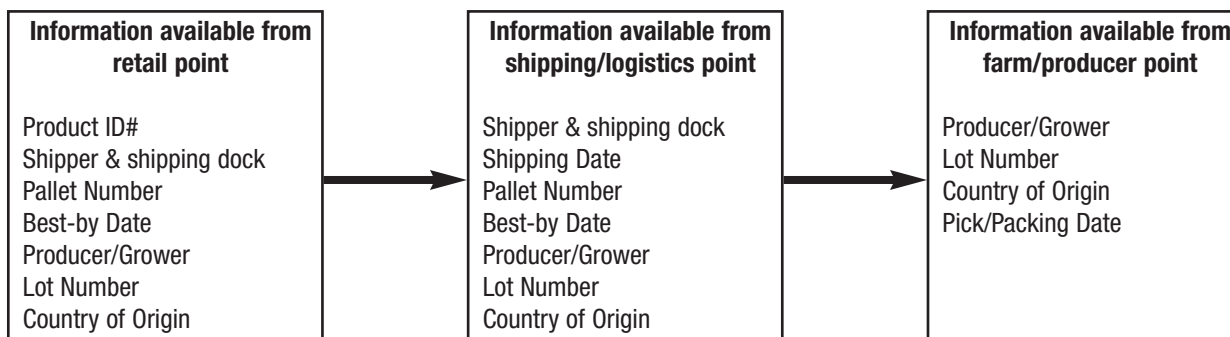 Information available from
retail point
Product ID#
Shipper & shipping dock
Pallet Number
Best-by Date
Producer/Grower
Lot Number
Country of Origin
Information available from
shipping/logistics point
Shipper & shipping dock
Shipping Date
Pallet Number
Best-by Date
Producer/Grower
Lot Number
Country of Origin
Information available from
farm/producer point
Producer/Grower
Lot Number
Country of Origin
Pick/Packing Date